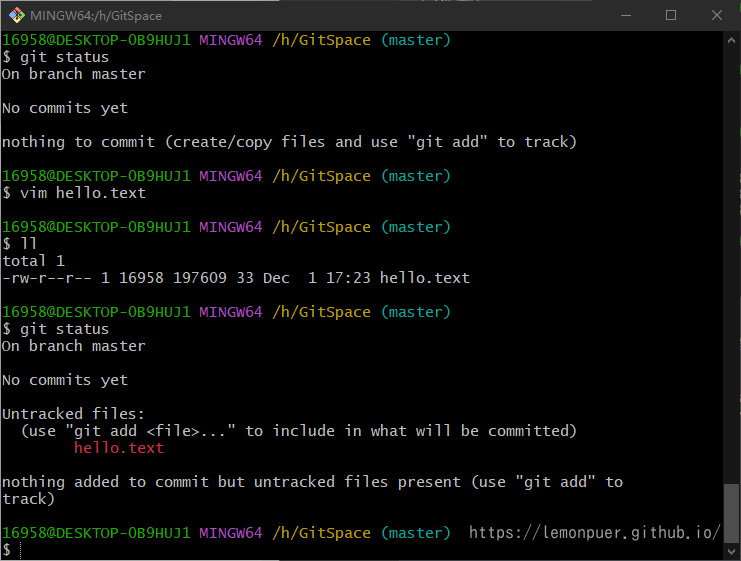 MINGW64:/h/GitSpace
16958@DESKTOP-OB9HUJ1 MINGW64 /h/GitSpace (master)
$ git status
On branch master
No commits yet
nothing to commit (create/copy files and use "git add" to track)
16958@DESKTOP-OB9HUJ1 MINGW64 /h/GitSpace (master)
$ vim hello.text
16958@DESKTOP-OB9HUJ1 MINGW64 /h/GitSpace (master)
$ ll
total 1
-rw-r--r-- 1 16958 197609 33 Dec  1 17:23 hello.text
16958@DESKTOP-OB9HUJ1 MINGW64 /h/GitSpace (master)
$ git status
On branch master
No commits yet
Untracked files:
  (use "git add <file>..." to include in what will be committed)
        hello.text
nothing added to commit but untracked files present (use "git add" to
track)
16958@DESKTOP-OB9HUJ1 MINGW64 /h/GitSpace (master) https://lemonpuer.github.io/
$